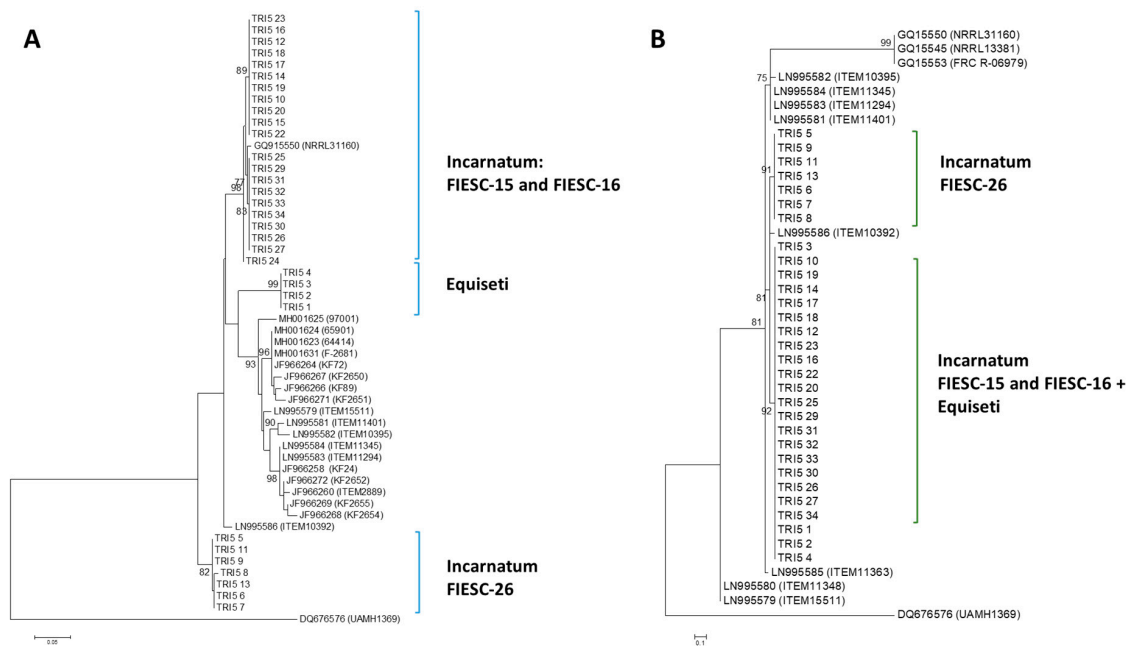 A
TRI5 23
TRI5 16
TRI5 12
TRI5 18
TRI5 17
89
TRI5 14
TRI5 19
TRI5 10
TRI5 20
TRI5 15
TRI5 22
GQ915550 (NRRL31160)
TRI5 25
TRI5 29
77
TRI5 31
98
TRI5 32
TRI5 33
83
TRI5 34
TRI5 30
TRI5 26
TRI5 27
TRI5 24
Incarnatum:
FIESC-15 and FIESC-16
TRI5 4
99
TRI5 3
TRI5 2
TRI5 1
Equiseti
MH001625 (97001)
MH001624 (65901)
MH001623 (64414)
96
MH001631 (F-2681)
93
JF966264 (KF72)
JF966267 (KF2650)
JF966266 (KF89)
JF966271 (KF2651)
LN995579 (ITEM15511)
90
LN995581 (ITEM11401)
LN995582 (ITEM10395)
LN995584 (ITEM11345)
LN995583 (ITEM11294)
JF966258 (KF24)
98
JF966272 (KF2652)
JF966260 (ITEM2889)
JF966269 (KF2655)
JF966268 (KF2654)
LN995586 (ITEM10392)
TRI5 5
TRI5 11
TRI5 9
82
TRI5 8
TRI5 13
TRI5 6
TRI5 7
Incarnatum
FIESC-26
DQ676576 (UAMH1369)
0.05
B
GQ15550 (NRRL31160)
99
GQ15545 (NRRL13381)
GQ15553 (FRC R-06979)
75
LN995582 (ITEM10395)
LN995584 (ITEM11345)
LN995583 (ITEM11294)
LN995581 (ITEM11401)
TRI5 5
TRI5 9
TRI5 11
91
TRI5 13
TRI5 6
TRI5 7
TRI5 8
Incarnatum
FIESC-26
LN995586 (ITEM10392)
TRI5 3
TRI5 10
TRI5 19
TRI5 14
81
TRI5 17
81
TRI5 18
TRI5 12
TRI5 23
TRI5 16
TRI5 22
TRI5 20
TRI5 25
92
TRI5 29
TRI5 31
TRI5 32
TRI5 33
TRI5 30
TRI5 26
TRI5 27
TRI5 34
TRI5 1
TRI5 2
TRI5 4
Incarnatum
FIESC-15 and FIESC-16 +
Equiseti
LN995585 (ITEM11363)
LN995580 (ITEM11348)
LN995579 (ITEM15511)
DQ676576 (UAMH1369)
0.1